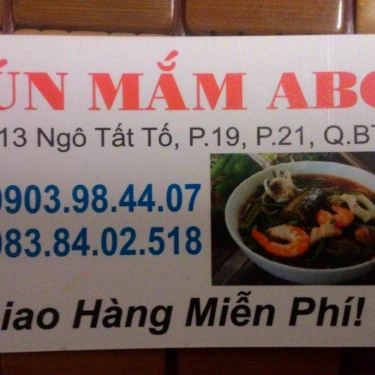 ÚN MẮM ABC
13 Ngô Tất Tố, P.19, P.21, Q.BT
0903.98.44.07
083.84.02.518
iao Hàng Miễn Phí!